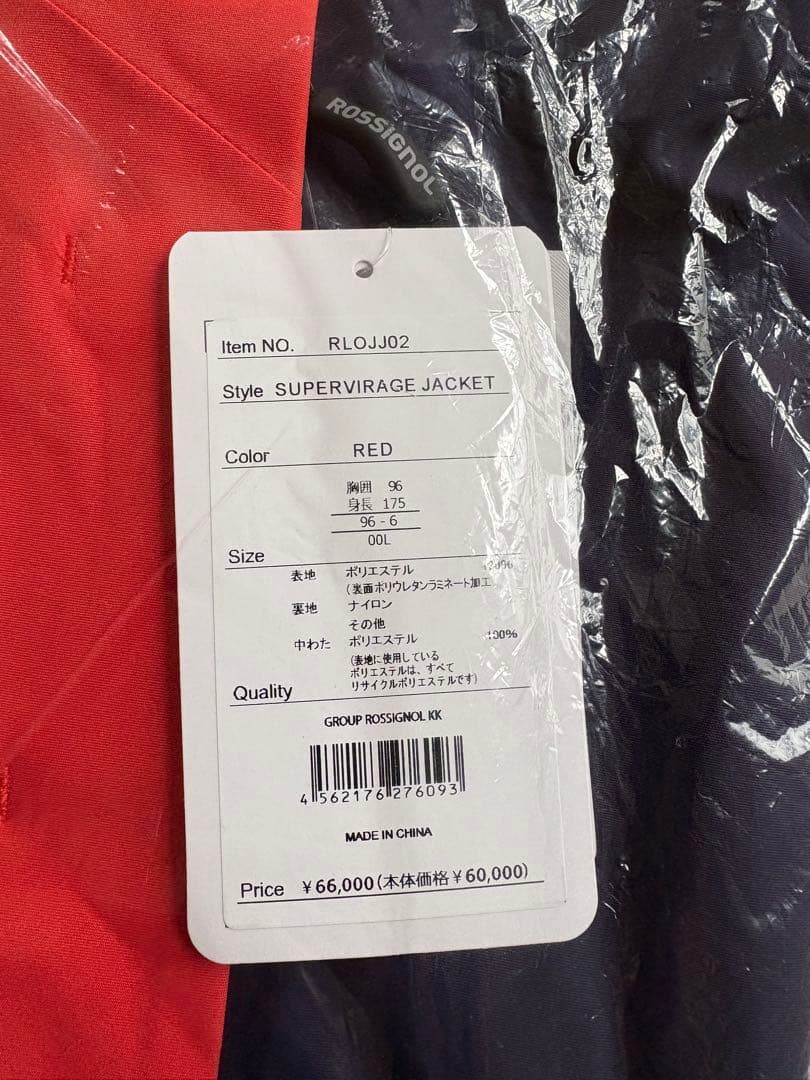 ROSSIGNOL
Item NO. RLOJJ02
Style SUPERVIRAGE JACKET
Color RED
胸囲 96
身長 175
96 - 6
00L
Size
表地 ポリエステル
(裏面ポリウレタンラミネート加工
裏地 ナイロン
その他
中わた ポリエステル 100%
(表地に使用している
ポリエステルは、すべて
リサイクルポリエステルです)
Quality
GROUP ROSSIGNOL KK
4 562176 276093
MADE IN CHINA
Price ¥66,000(本体価格¥60,000)